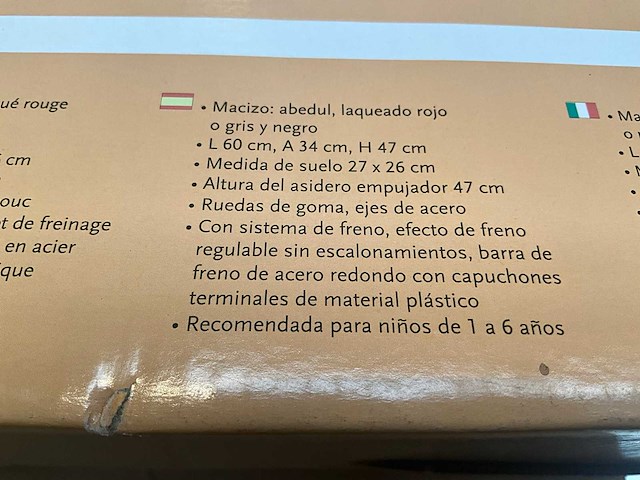 ué rouge
cm
ouc
t de freinage
en acier
ique
• Macizo: abedul, laqueado rojo
o gris y negro
• L 60 cm, A 34 cm, H 47 cm
• Medida de suelo 27 x 26 cm
• Altura del asidero empujador 47 cm
• Ruedas de goma, ejes de acero
• Con sistema de freno, efecto de freno
regulable sin escalonamientos, barra de
freno de acero redondo con capuchones
terminales de material plástico
• Recomendada para niños de 1 a 6 años
• Ma
o
• L
•
•
•